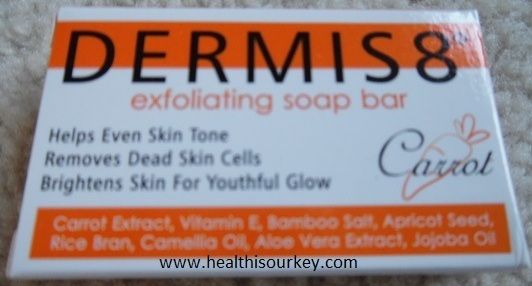 DERMIS8™
exfoliating soap bar
Helps Even Skin Tone
Removes Dead Skin Cells
Brightens Skin For Youthful Glow
Carrot
Carrot Extract, Vitamin E, Bamboo Salt, Apricot Seed,
Rice Bran, Camellia Oil, Aloe Vera Extract, Jojoba Oil
www.healthisourkey.com